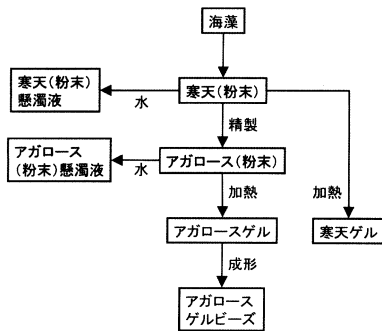 海藻
寒天(粉末)
懸濁液
水
寒天(粉末)
精製
アガロース
(粉末)懸濁液
水
アガロース(粉末)
加熱
加熱
アガロースゲル
寒天ゲル
成形
アガロース
ゲルビーズ